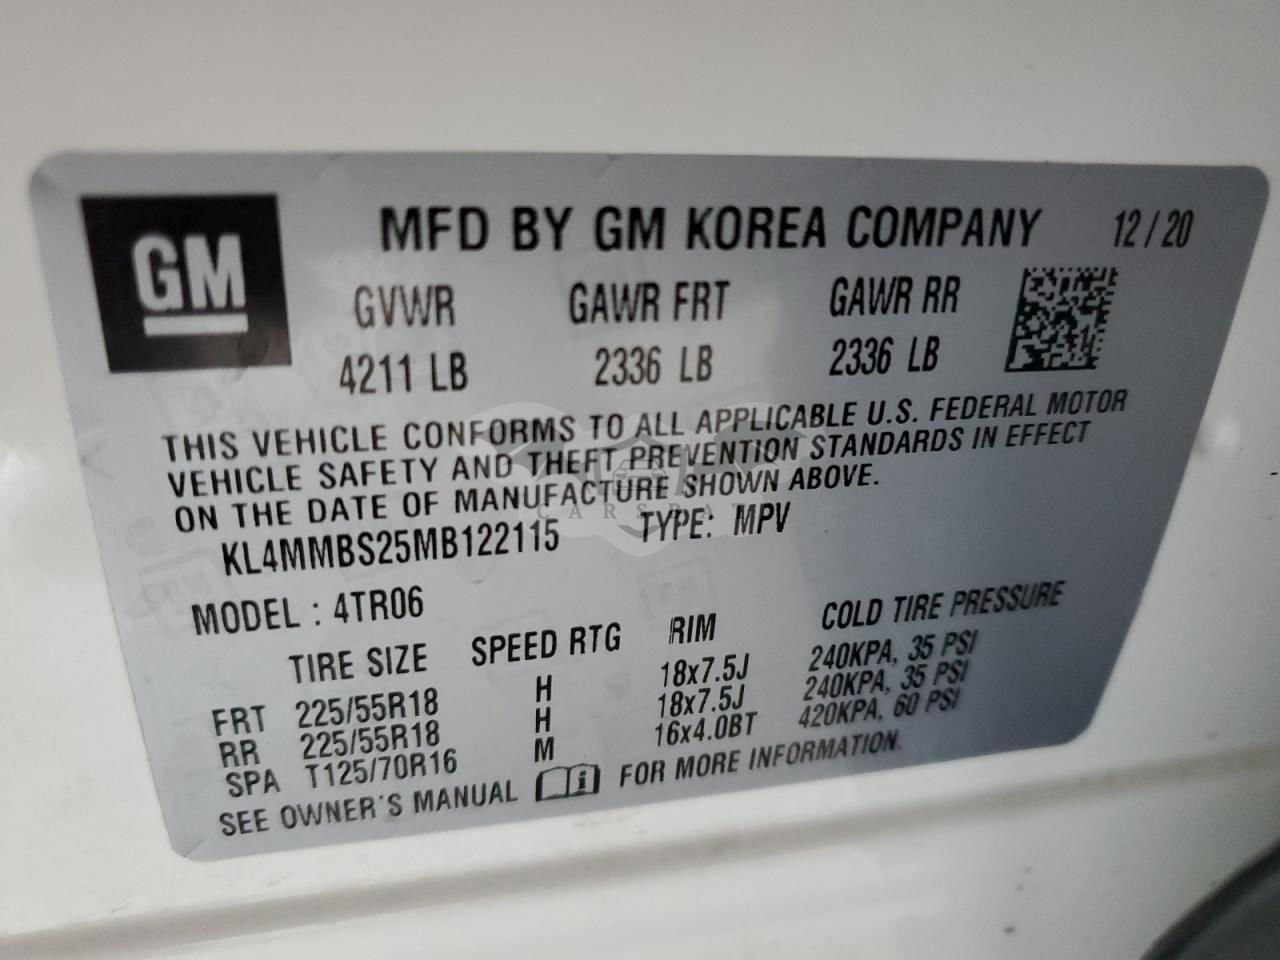 GM
MFD BY GM KOREA COMPANY 12/20
GVWR GAWR FRT GAWR RR
4211 LB 2336 LB 2336 LB
THIS VEHICLE CONFORMS TO ALL APPLICABLE U.S. FEDERAL MOTOR
VEHICLE SAFETY AND THEFT PREVENTION STANDARDS IN EFFECT
ON THE DATE OF MANUFACTURE SHOWN ABOVE.
KL4MMBS25MB122115 TYPE: MPV
MODEL : 4TR06
TIRE SIZE SPEED RTG RIM COLD TIRE PRESSURE
FRT 225/55R18 H 18x7.5J 240KPA, 35 PSI
RR 225/55R18 H 18x7.5J 240KPA, 35 PSI
SPA T125/70R16 M 16x4.0BT 420KPA, 60 PSI
SEE OWNER'S MANUAL i FOR MORE INFORMATION.